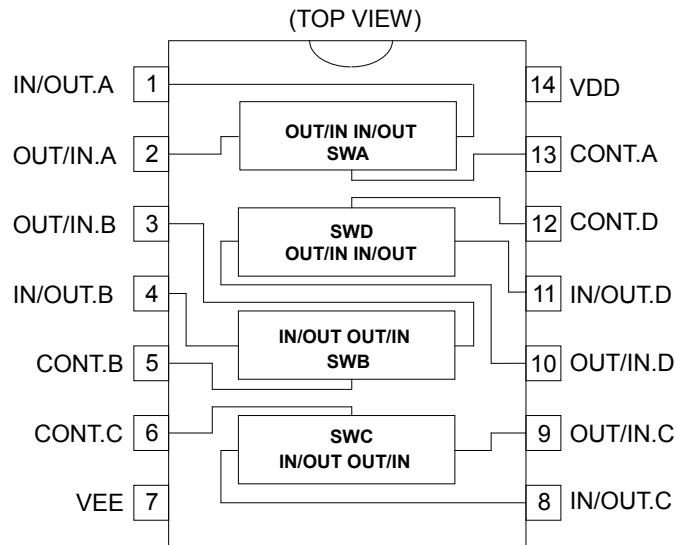 (TOP VIEW)
IN/OUT.A 1
14 VDD
OUT/IN.A 2
OUT/IN IN/OUT
SWA
13 CONT.A
OUT/IN.B 3
12 CONT.D
SWD
OUT/IN IN/OUT
IN/OUT.B 4
11 IN/OUT.D
IN/OUT OUT/IN
SWB
CONT.B 5
10 OUT/IN.D
CONT.C 6
9 OUT/IN.C
SWC
IN/OUT OUT/IN
VEE 7
8 IN/OUT.C